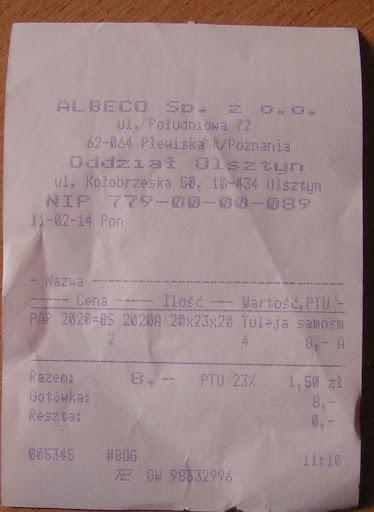 ALBECO Sp. z o.o.
ul. Południowa 72
62-064 Plewiska k/Poznania
Oddział Olsztyn
ul. Kołobrzeska 50, 10-434 Olsztyn
NIP 779-00-00-089
11-02-14 Pon
- Nazwa ------------------------------
----- Cena ----- Ilość --- Wartość,PTU -
PAP 2020=05 2020A 20x23x20 Tuleja samosm
2 4 8,- A
Razem: 8,- PTU 23% 1,50 zł
Gotówka: 8,-
Reszta: 0,-
005345 #BOG 11:10
GW 98332996